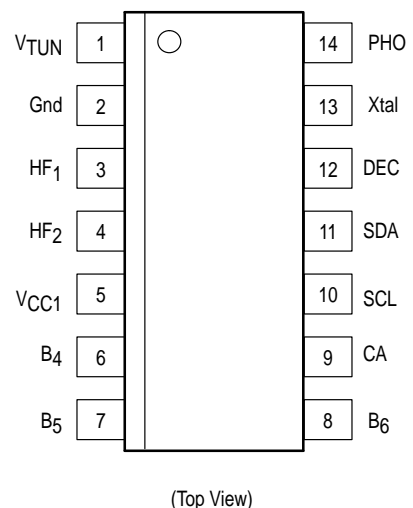 VTUN 1 14 PHO
Gnd 2 13 Xtal
HF1 3 12 DEC
HF2 4 11 SDA
VCC1 5 10 SCL
B4 6 9 CA
B5 7 8 B6
(Top View)